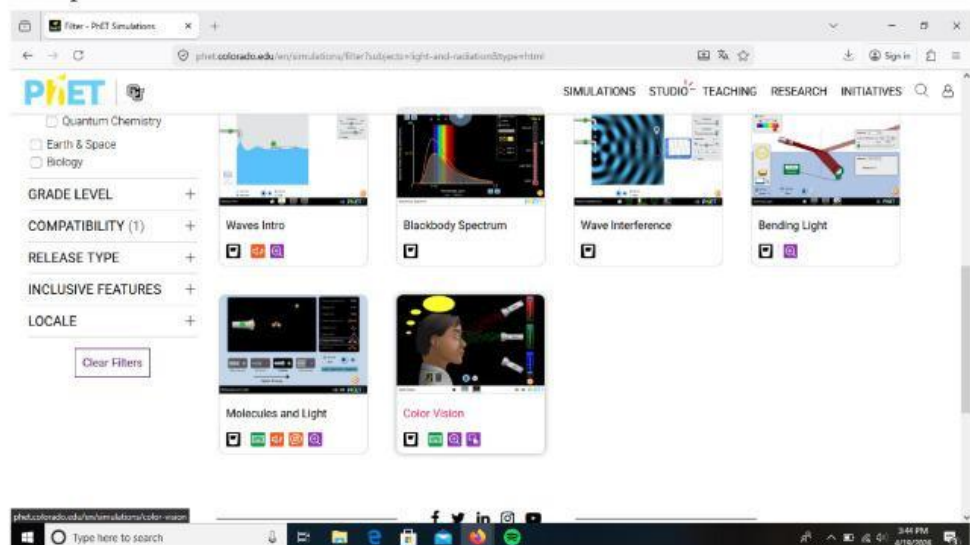 Filter - PhET Simulations
phet.colorado.edu/en/simulations/filter?subjects=light-and-radiation&type=html
Sign in
PhET
SIMULATIONS STUDIO TEACHING RESEARCH INITIATIVES
Quantum Chemistry
Earth & Space
Biology
GRADE LEVEL +
COMPATIBILITY (1) +
RELEASE TYPE +
INCLUSIVE FEATURES +
LOCALE +
Clear Filters
Waves Intro
Blackbody Spectrum
Wave Interference
Bending Light
Molecules and Light
Color Vision
phet.colorado.edu/en/simulations/color-vision
Type here to search
3:44 PM
4/19/2026